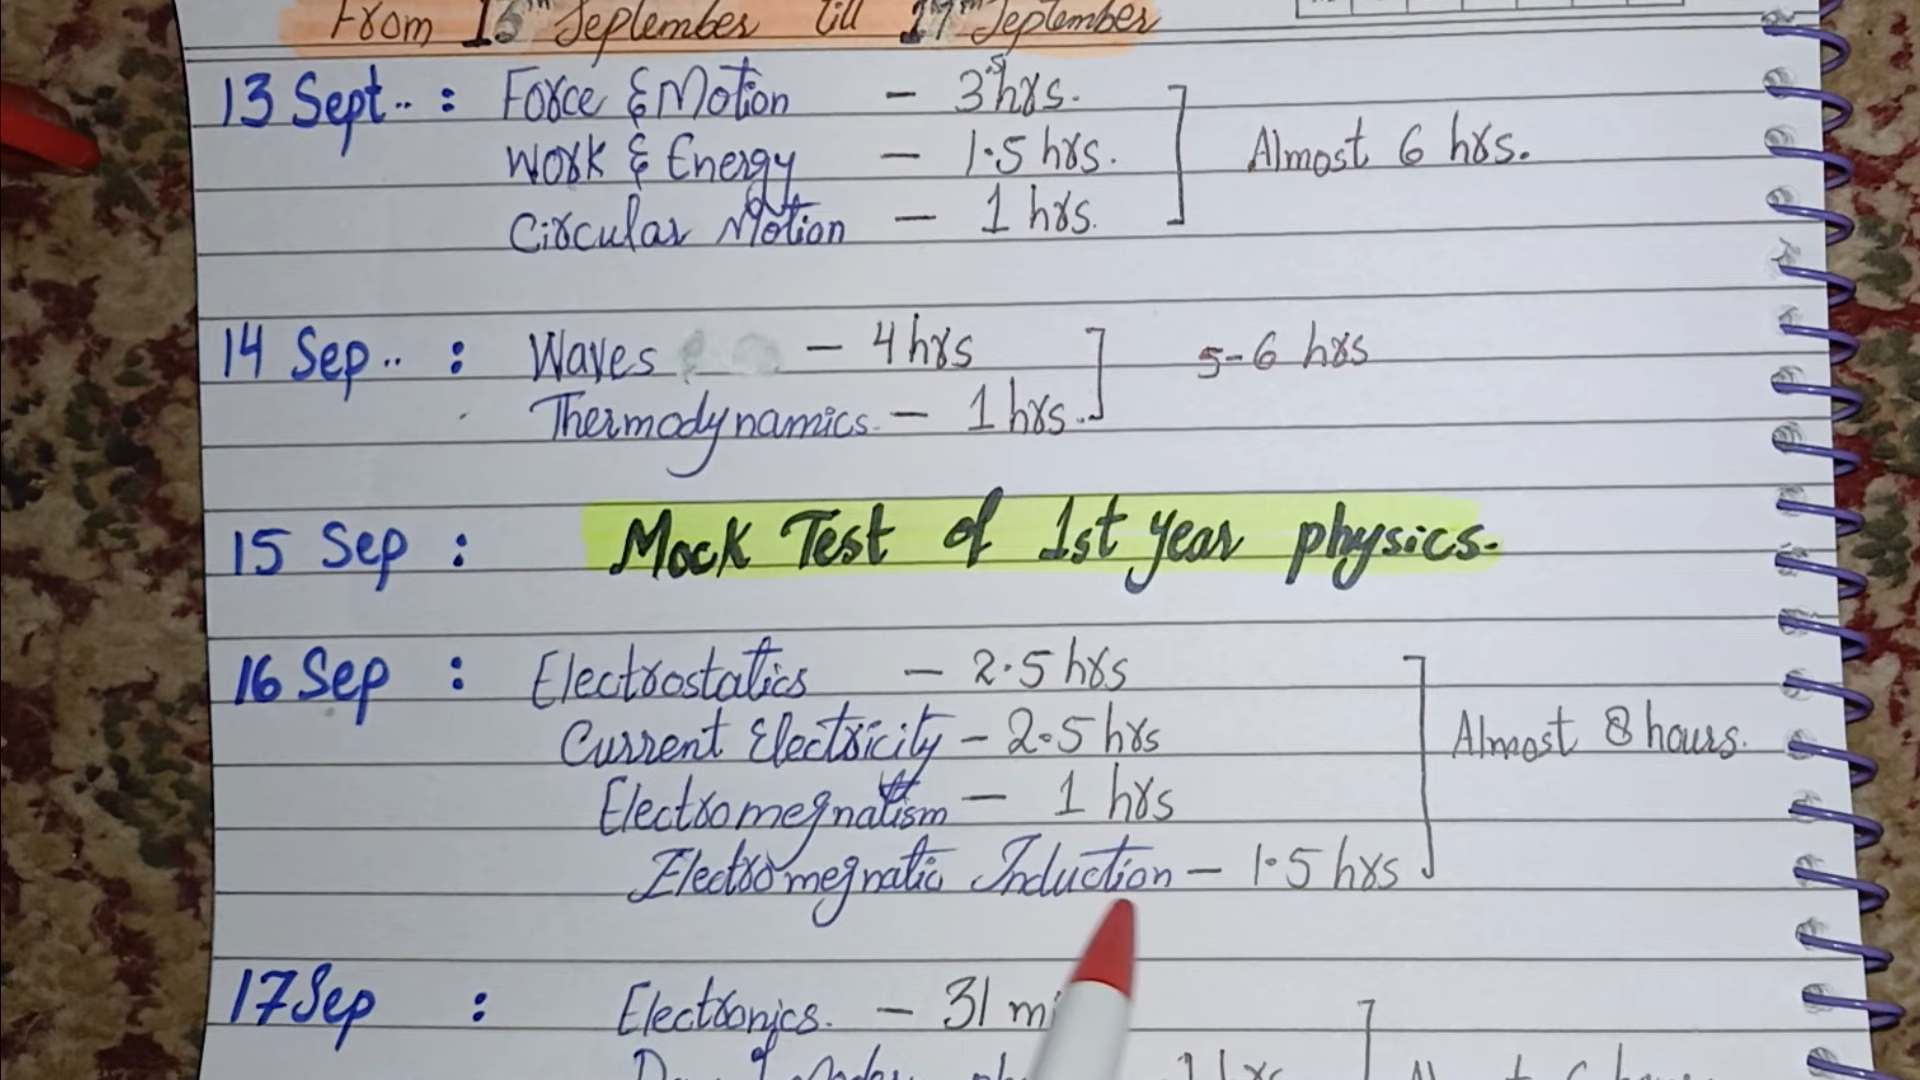 From 13th September till 17th September
13 Sept.. : Force & Motion – 3 hrs.
Work & Energy – 1.5 hrs.
Almost 6 hrs.
Circular Motion – 1 hrs.
14 Sep.. : Waves – 4 hrs
5-6 hrs
Thermodynamics – 1 hrs.
15 Sep : Mock Test of 1st year physics.
16 Sep : Electrostatics – 2.5 hrs
Current Electricity – 2.5 hrs
Almost 8 hours.
Electromegnatism – 1 hrs
Electromegnatic Induction – 1.5 hrs
17 Sep : Electronics. – 31